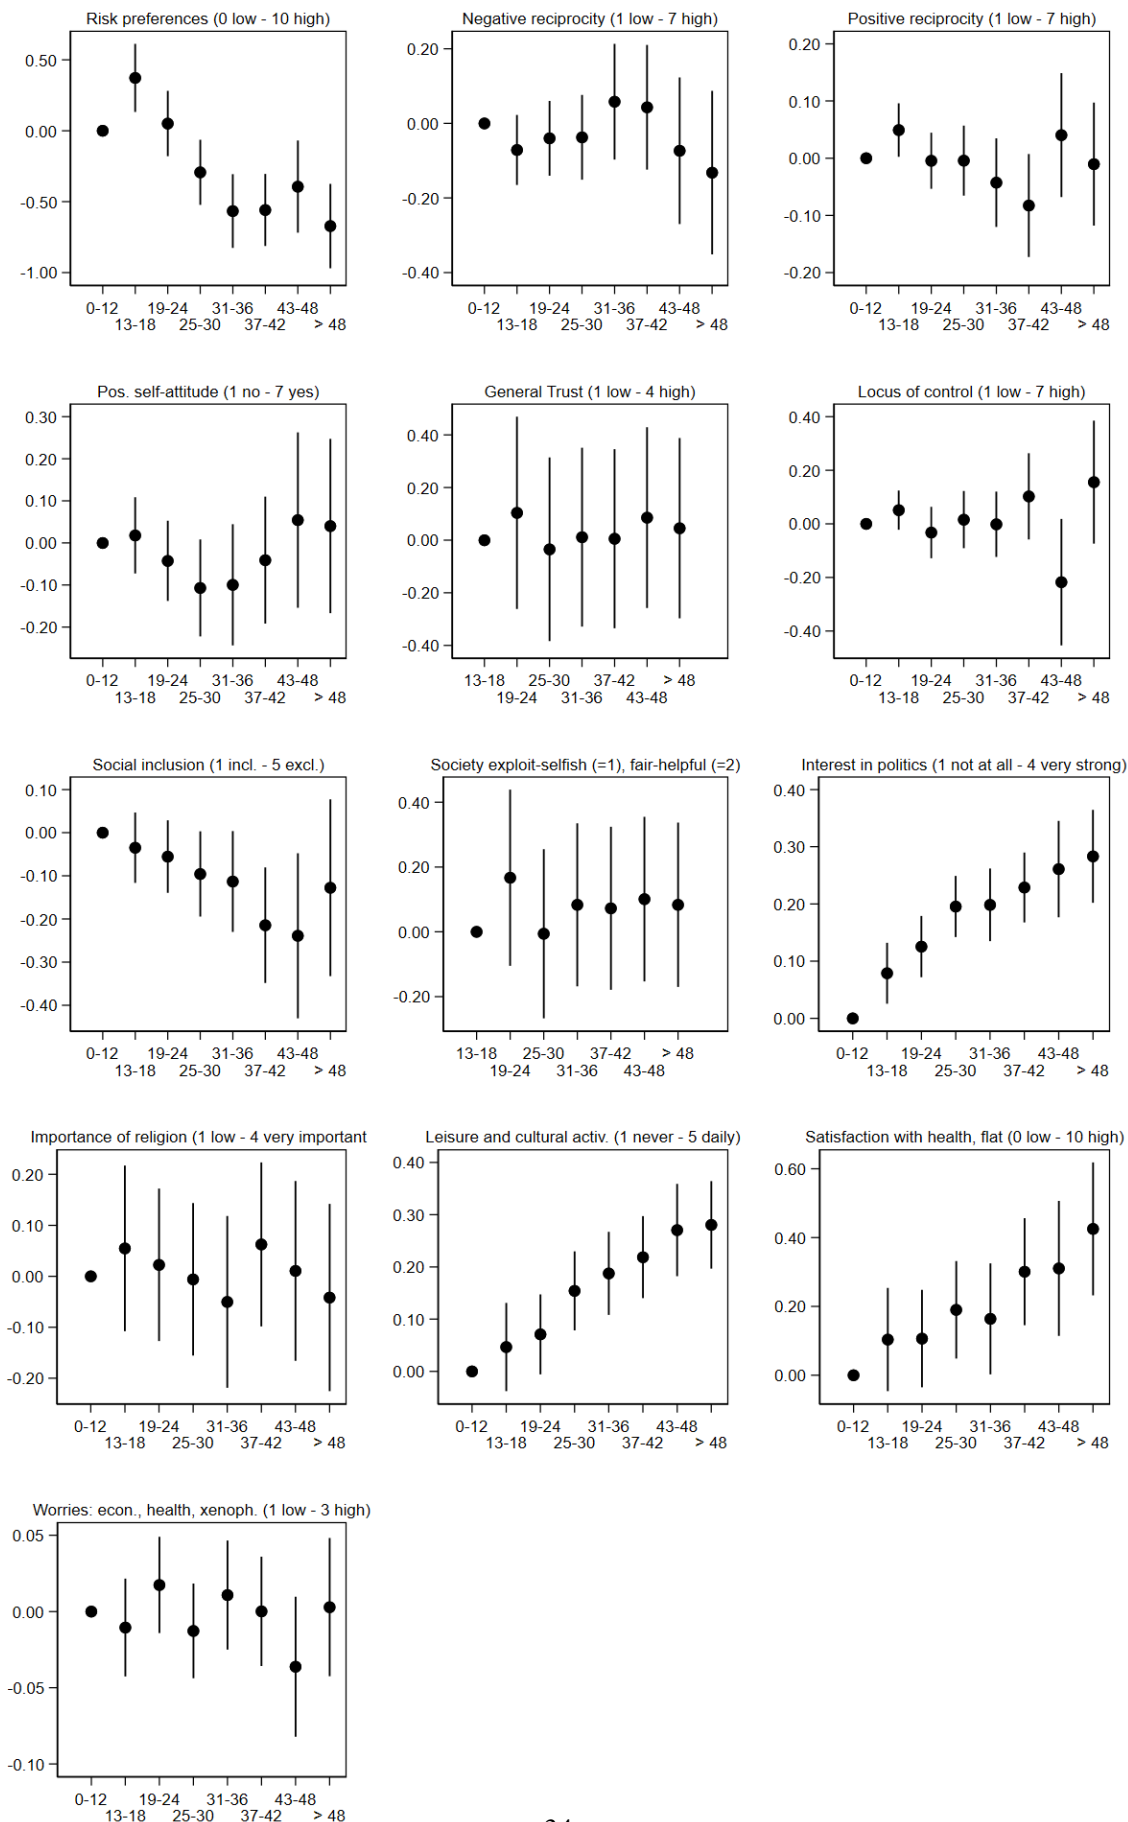 Risk preferences (0 low - 10 high)
0.50
0.00
-0.50
-1.00
0-12 19-24 31-36 43-48
13-18 25-30 37-42 > 48
Negative reciprocity (1 low - 7 high)
0.20
0.00
-0.20
-0.40
0-12 19-24 31-36 43-48
13-18 25-30 37-42 > 48
Positive reciprocity (1 low - 7 high)
0.20
0.10
0.00
-0.10
-0.20
0-12 19-24 31-36 43-48
13-18 25-30 37-42 > 48
Pos. self-attitude (1 no - 7 yes)
0.30
0.20
0.10
0.00
-0.10
-0.20
0-12 19-24 31-36 43-48
13-18 25-30 37-42 > 48
General Trust (1 low - 4 high)
0.40
0.20
0.00
-0.20
-0.40
13-18 25-30 37-42 > 48
19-24 31-36 43-48
Locus of control (1 low - 7 high)
0.40
0.20
0.00
-0.20
-0.40
0-12 19-24 31-36 43-48
13-18 25-30 37-42 > 48
Social inclusion (1 incl. - 5 excl.)
0.10
0.00
-0.10
-0.20
-0.30
-0.40
0-12 19-24 31-36 43-48
13-18 25-30 37-42 > 48
Society exploit-selfish (=1), fair-helpful (=2)
0.40
0.20
0.00
-0.20
13-18 25-30 37-42 > 48
19-24 31-36 43-48
Interest in politics (1 not at all - 4 very strong)
0.40
0.30
0.20
0.10
0.00
0-12 19-24 31-36 43-48
13-18 25-30 37-42 > 48
Importance of religion (1 low - 4 very important
0.20
0.10
0.00
-0.10
-0.20
0-12 19-24 31-36 43-48
13-18 25-30 37-42 > 48
Leisure and cultural activ. (1 never - 5 daily)
0.40
0.30
0.20
0.10
0.00
0-12 19-24 31-36 43-48
13-18 25-30 37-42 > 48
Satisfaction with health, flat (0 low - 10 high)
0.60
0.40
0.20
0.00
0-12 19-24 31-36 43-48
13-18 25-30 37-42 > 48
Worries: econ., health, xenoph. (1 low - 3 high)
0.05
0.00
-0.05
-0.10
0-12 19-24 31-36 43-48
13-18 25-30 37-42 > 48